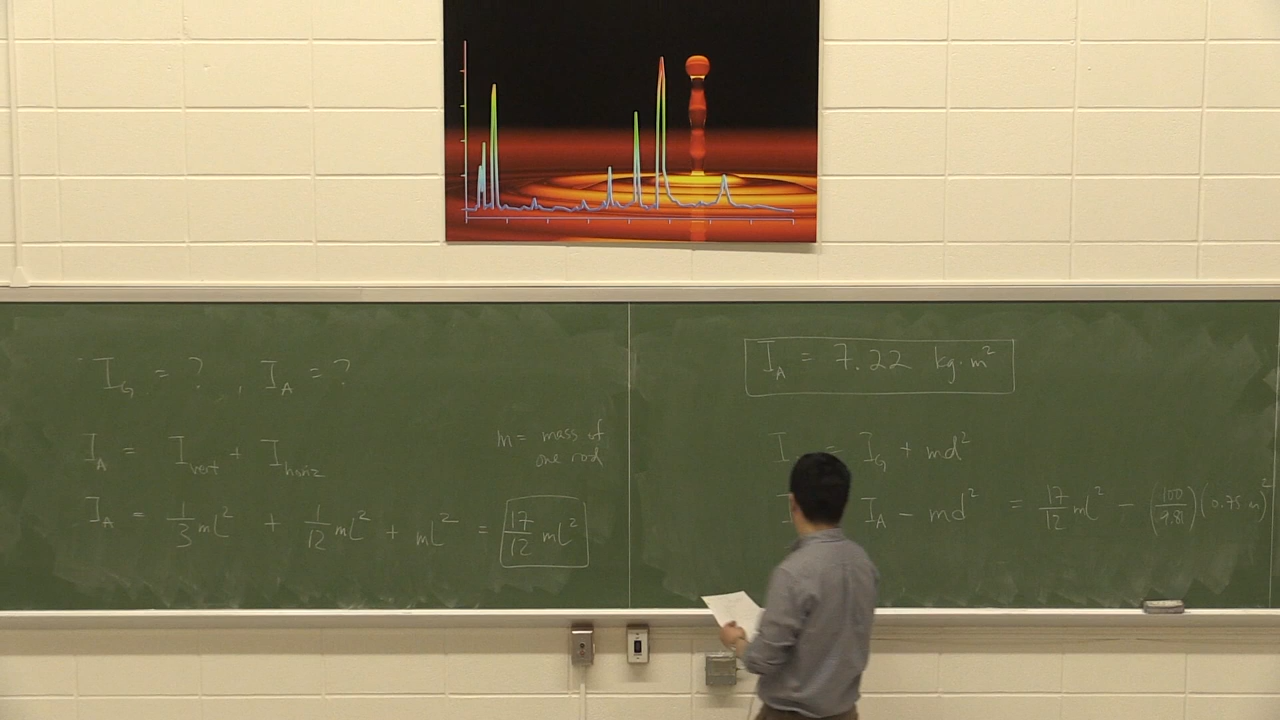 I_G = ? , I_A = ?
I_A = I_vert + I_horiz
m = mass of
one rod
I_A = 1/3 mL² + 1/12 mL² + mL² = 17/12 mL²
I_A = 7.22 kg·m²
I = I_G + md²
I I_A - md² = 17/12 mL² - (100/9.81)(0.75 m)²